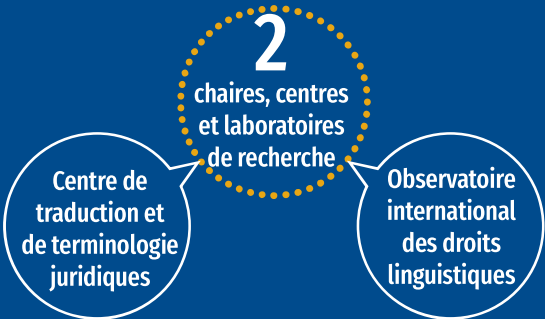 2
chaires, centres
et laboratoires
de recherche
Centre de
traduction et
de terminologie
juridiques
Observatoire
international
des droits
linguistiques